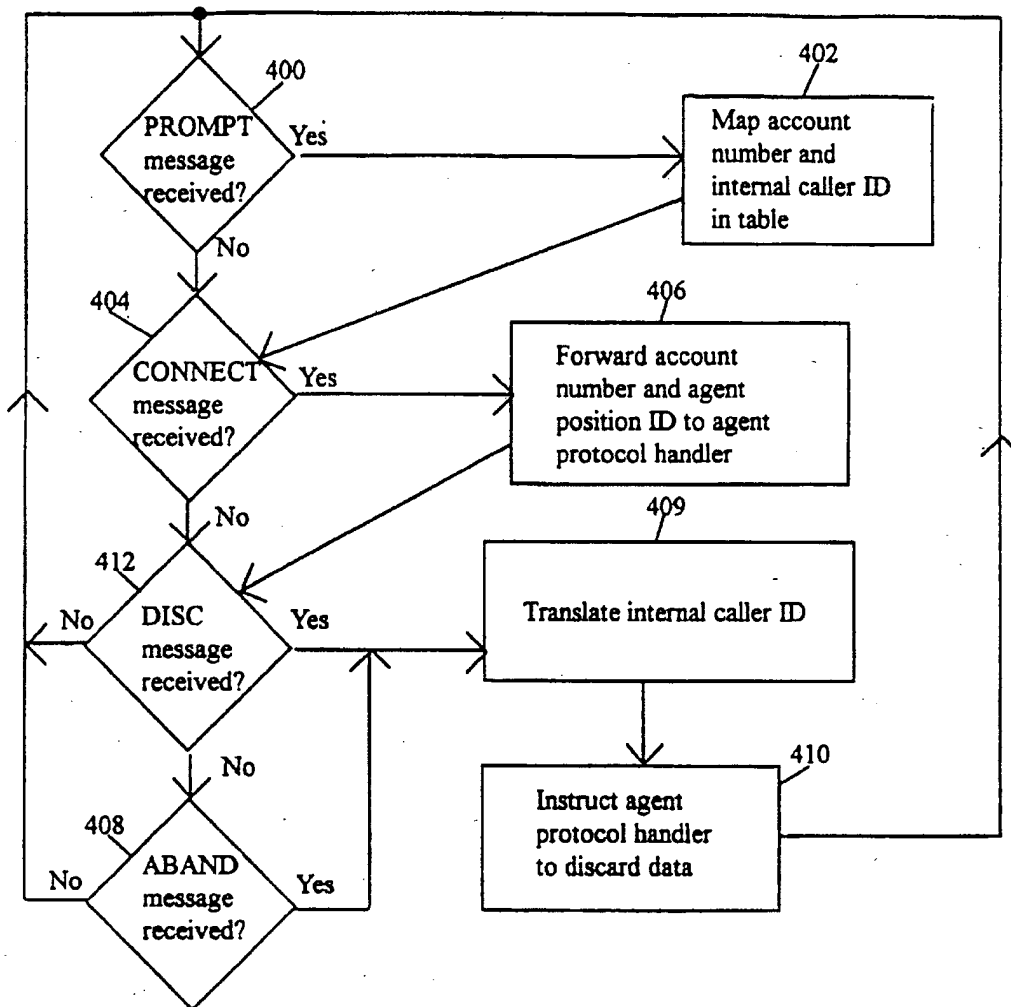 400
PROMPT
message
received?
Yes
No
402
Map account
number and
internal caller ID
in table
404
CONNECT
message
received?
Yes
No
406
Forward account
number and agent
position ID to agent
protocol handler
412
No
DISC
message
received?
Yes
No
409
Translate internal caller ID
410
Instruct agent
protocol handler
to discard data
408
No
ABAND
message
received?
Yes